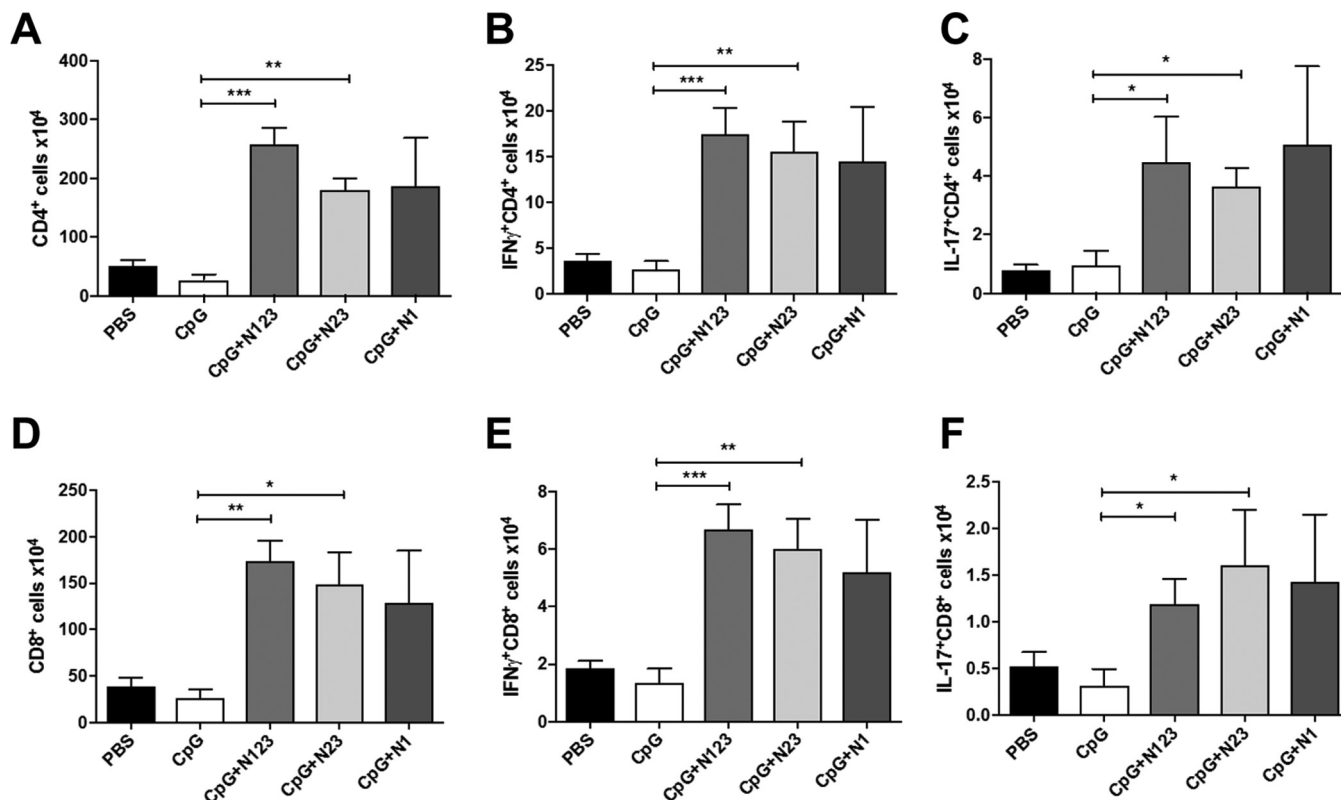 A
CD4⁺ cells x10⁴
400
300
200
100
0
**
***
PBS
CpG
CpG+N123
CpG+N23
CpG+N1
B
IFNγ⁺CD4⁺ cells x10⁴
25
20
15
10
5
0
**
***
PBS
CpG
CpG+N123
CpG+N23
CpG+N1
C
IL-17⁺CD4⁺ cells x10⁴
8
6
4
2
0
*
*
PBS
CpG
CpG+N123
CpG+N23
CpG+N1
D
CD8⁺ cells x10⁴
250
200
150
100
50
0
*
**
PBS
CpG
CpG+N123
CpG+N23
CpG+N1
E
IFNγ⁺CD8⁺ cells x10⁴
8
6
4
2
0
**
***
PBS
CpG
CpG+N123
CpG+N23
CpG+N1
F
IL-17⁺CD8⁺ cells x10⁴
2.5
2.0
1.5
1.0
0.5
0.0
*
*
PBS
CpG
CpG+N123
CpG+N23
CpG+N1